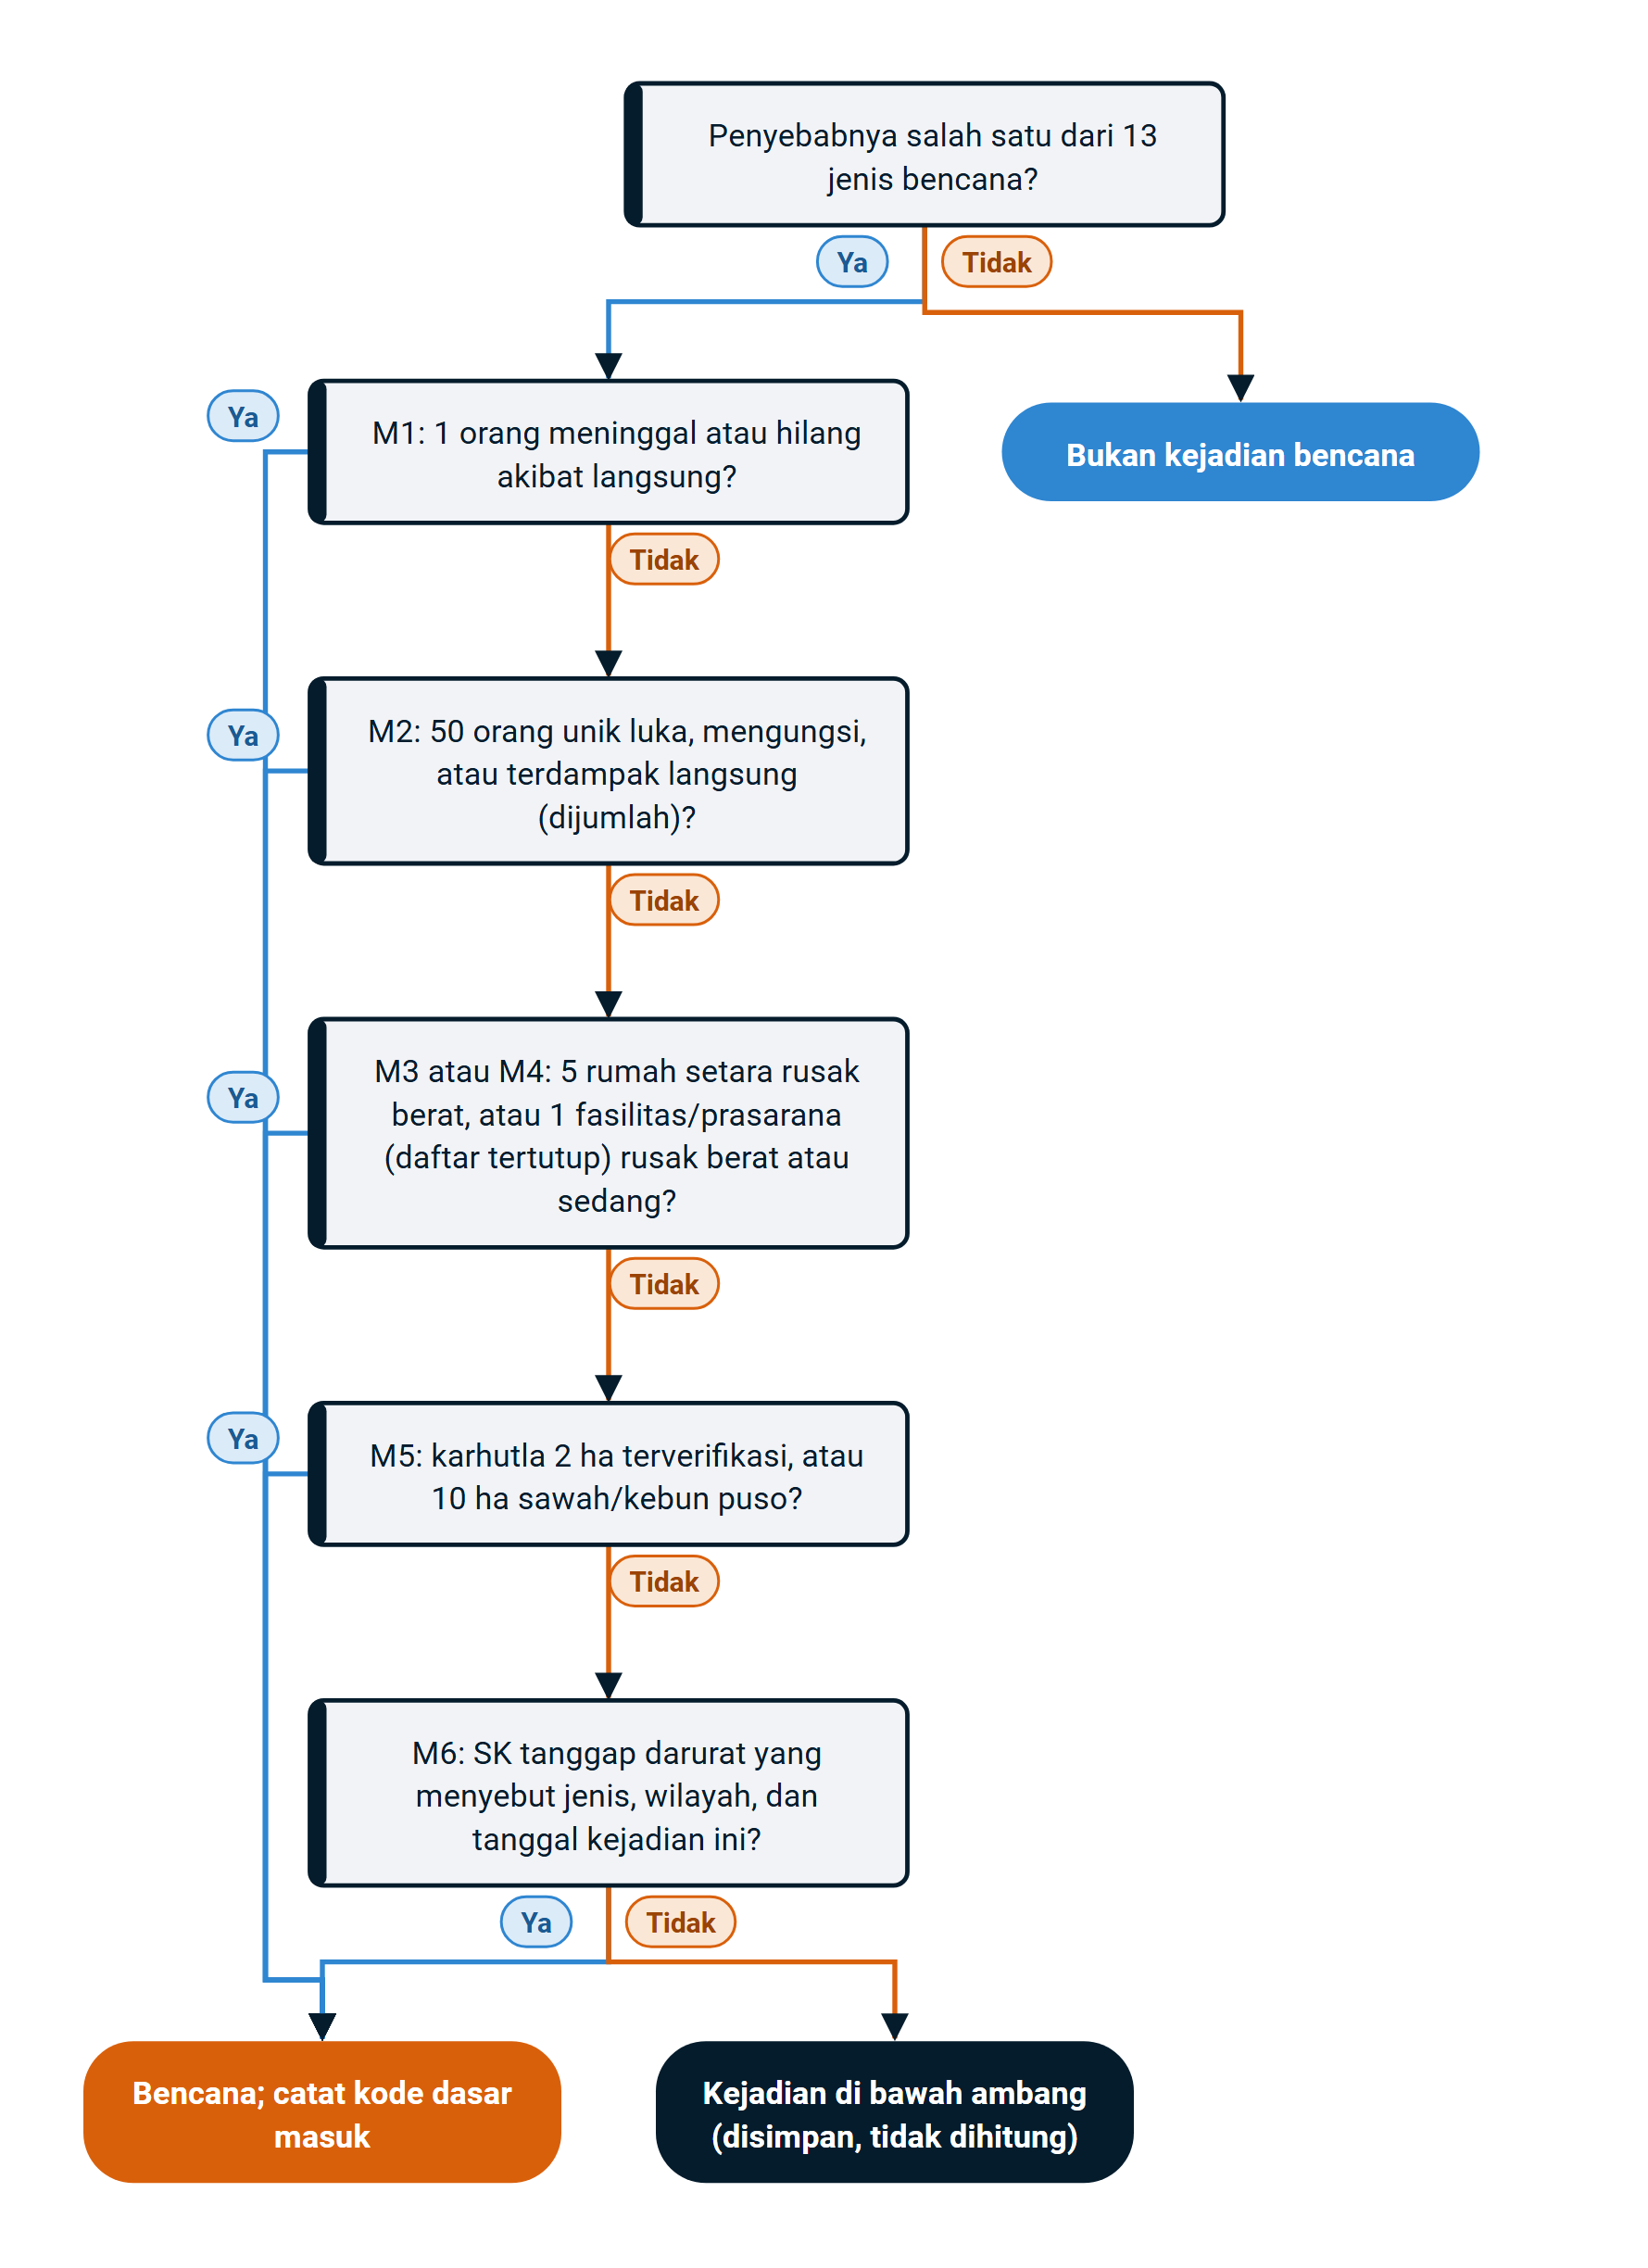 Penyebabnya salah satu dari 13
jenis bencana?
Ya
Tidak
Ya
M1: 1 orang meninggal atau hilang
akibat langsung?
Bukan kejadian bencana
Tidak
Ya
M2: 50 orang unik luka, mengungsi,
atau terdampak langsung
(dijumlah)?
Tidak
Ya
M3 atau M4: 5 rumah setara rusak
berat, atau 1 fasilitas/prasarana
(daftar tertutup) rusak berat atau
sedang?
Tidak
Ya
M5: karhutla 2 ha terverifikasi, atau
10 ha sawah/kebun puso?
Tidak
M6: SK tanggap darurat yang
menyebut jenis, wilayah, dan
tanggal kejadian ini?
Ya
Tidak
Bencana; catat kode dasar
masuk
Kejadian di bawah ambang
(disimpan, tidak dihitung)